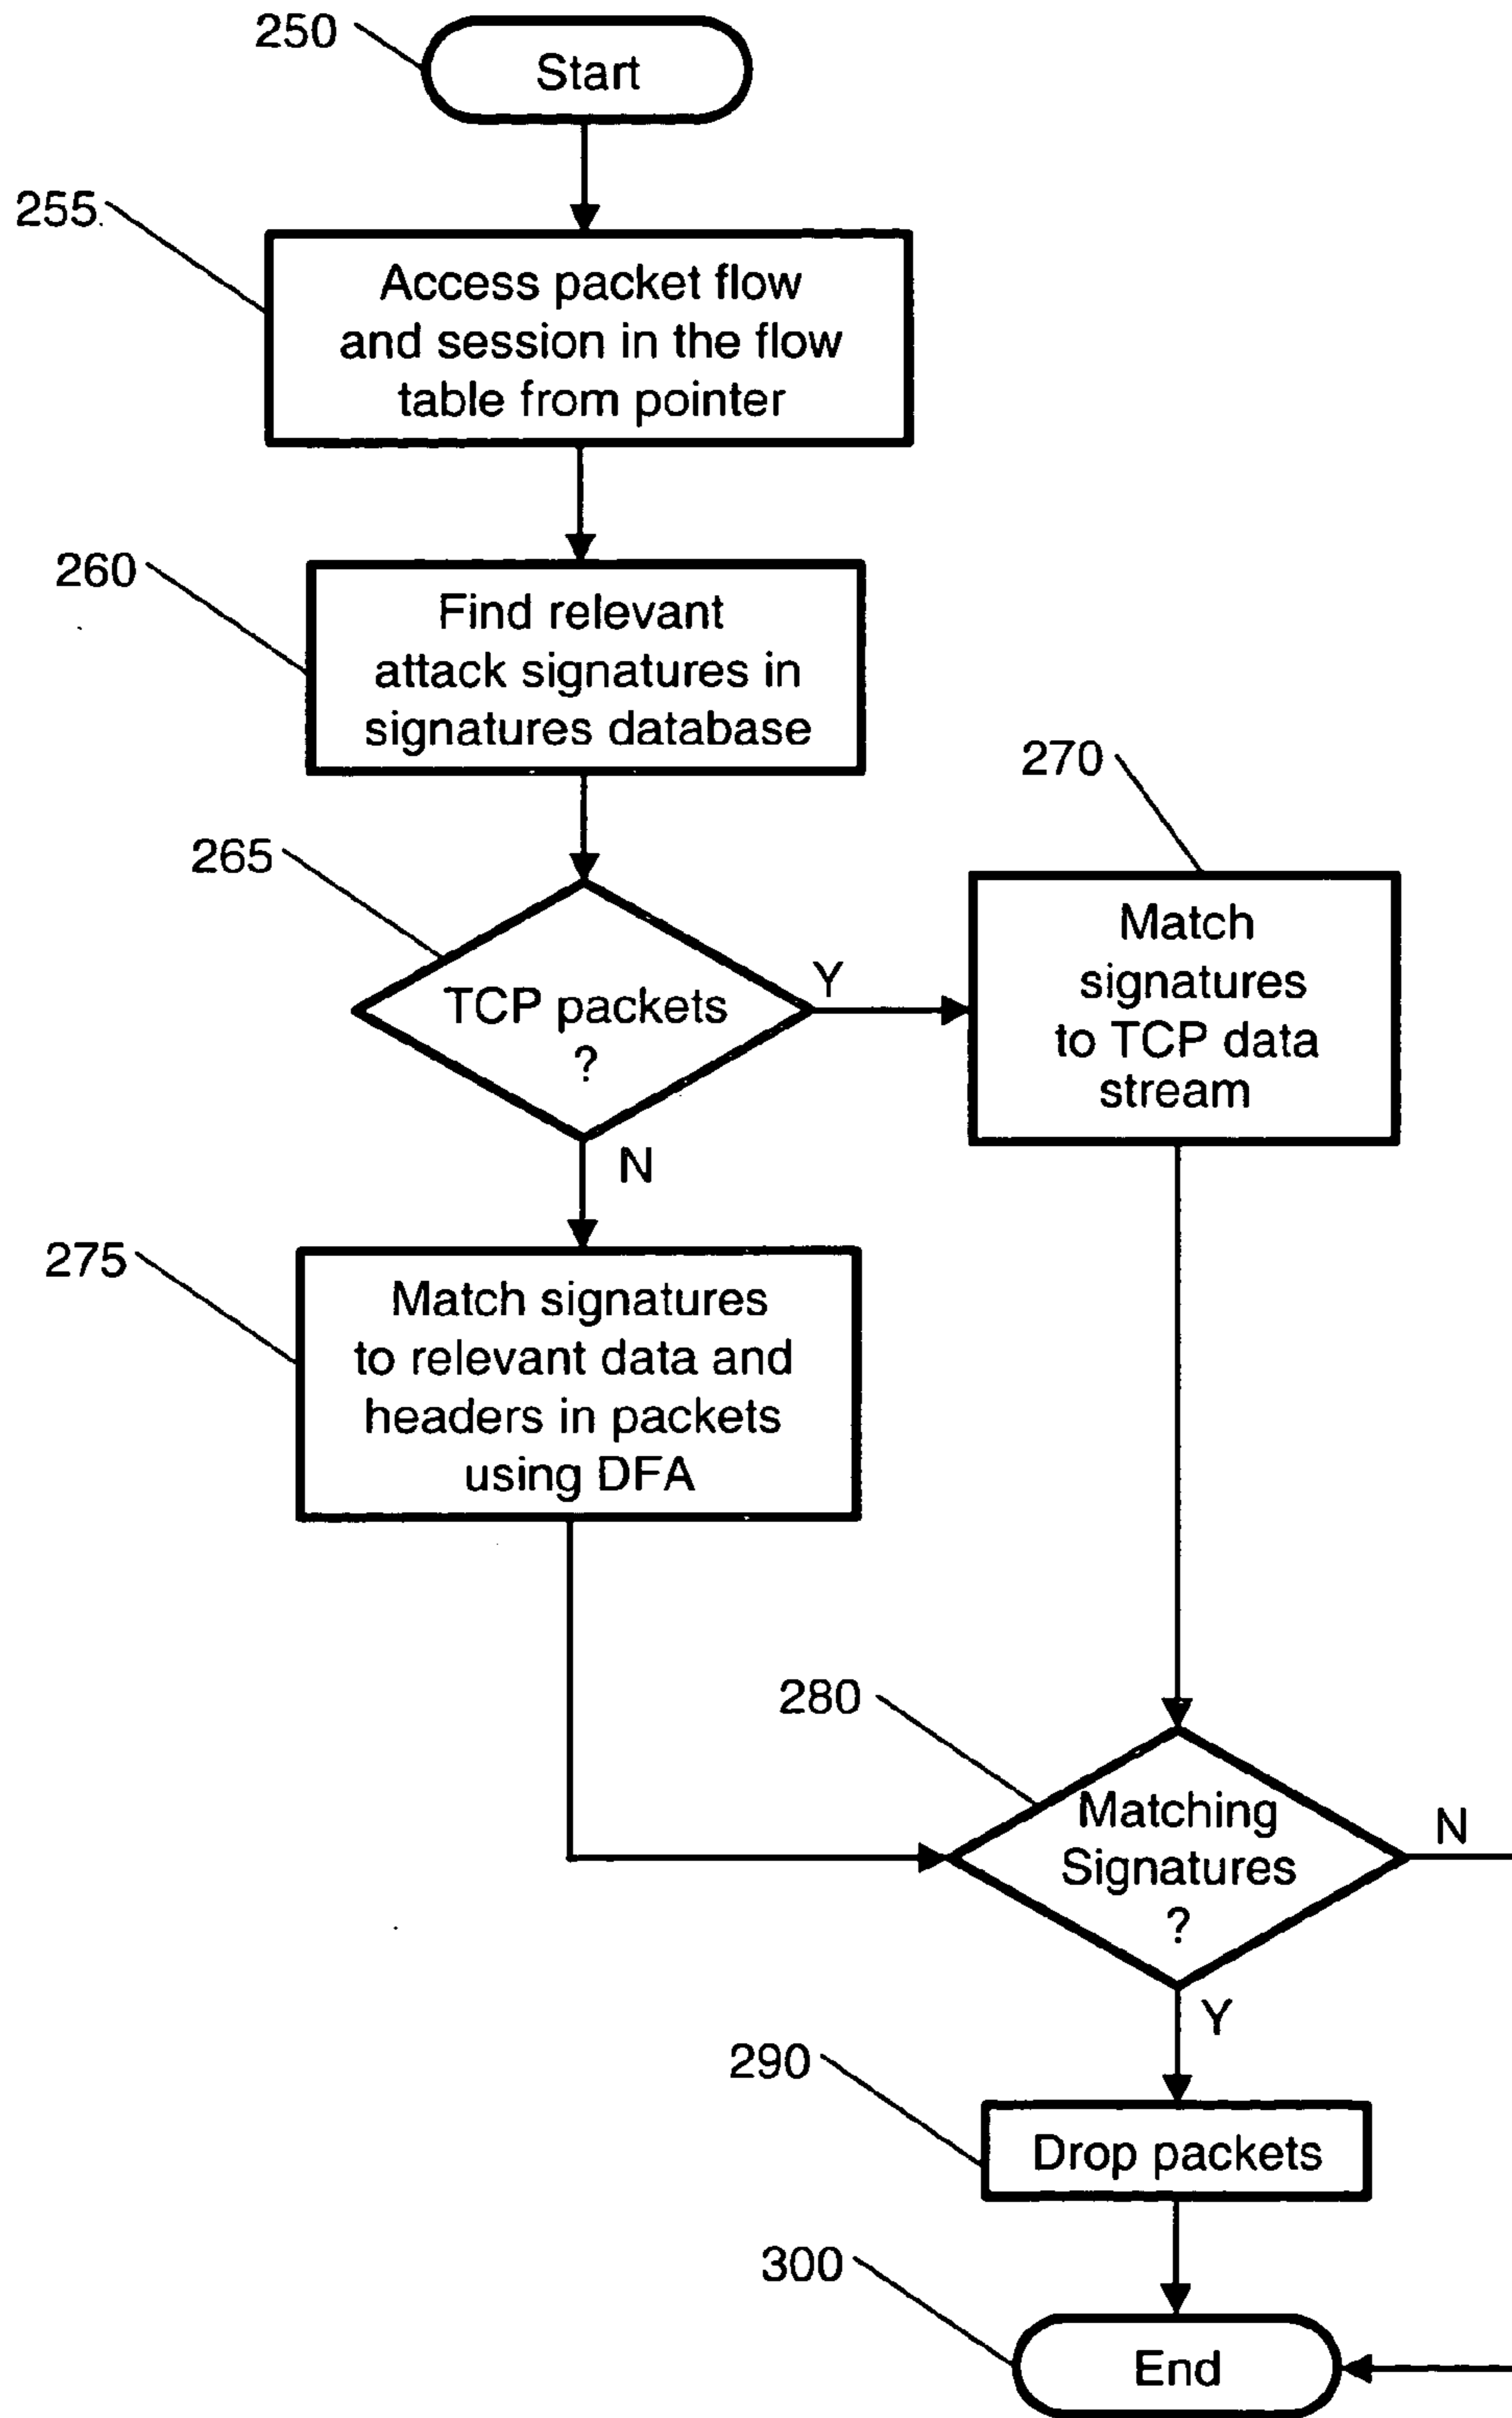 250
Start
255
Access packet flow
and session in the flow
table from pointer
260
Find relevant
attack signatures in
signatures database
265
TCP packets
?
Y
N
270
Match
signatures
to TCP data
stream
275
Match signatures
to relevant data and
headers in packets
using DFA
280
Matching
Signatures
?
N
Y
290
Drop packets
300
End